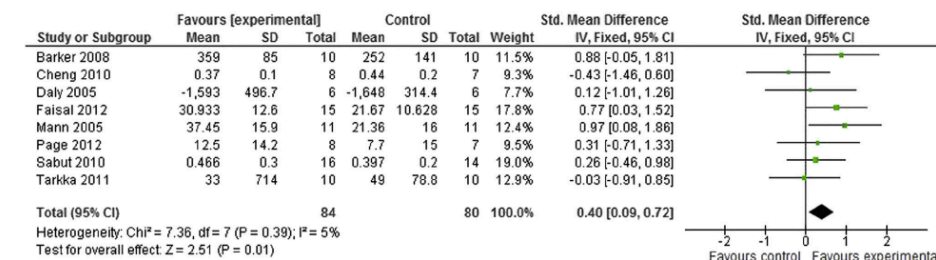 Favours [experimental] Control Std. Mean Difference Std. Mean Difference
Study or Subgroup Mean SD Total Mean SD Total Weight IV, Fixed, 95% CI IV, Fixed, 95% CI
Barker 2008 359 85 10 252 141 10 11.5% 0.88 [-0.05, 1.81]
Cheng 2010 0.37 0.1 8 0.44 0.2 7 9.3% -0.43 [-1.46, 0.60]
Daly 2005 -1,593 496.7 6 -1,648 314.4 6 7.7% 0.12 [-1.01, 1.26]
Faisal 2012 30.933 12.6 15 21.67 10.628 15 17.8% 0.77 [0.03, 1.52]
Mann 2005 37.45 15.9 11 21.36 16 11 12.4% 0.97 [0.08, 1.86]
Page 2012 12.5 14.2 8 7.7 15 7 9.5% 0.31 [-0.71, 1.33]
Sabut 2010 0.466 0.3 16 0.397 0.2 14 19.0% 0.26 [-0.46, 0.98]
Tarkka 2011 33 714 10 49 78.8 10 12.9% -0.03 [-0.91, 0.85]
Total (95% CI) 84 80 100.0% 0.40 [0.09, 0.72]
Heterogeneity: Chi² = 7.36, df = 7 (P = 0.39); I² = 5%
Test for overall effect: Z = 2.51 (P = 0.01)
-2 -1 0 1 2
Favours control Favours experimenta